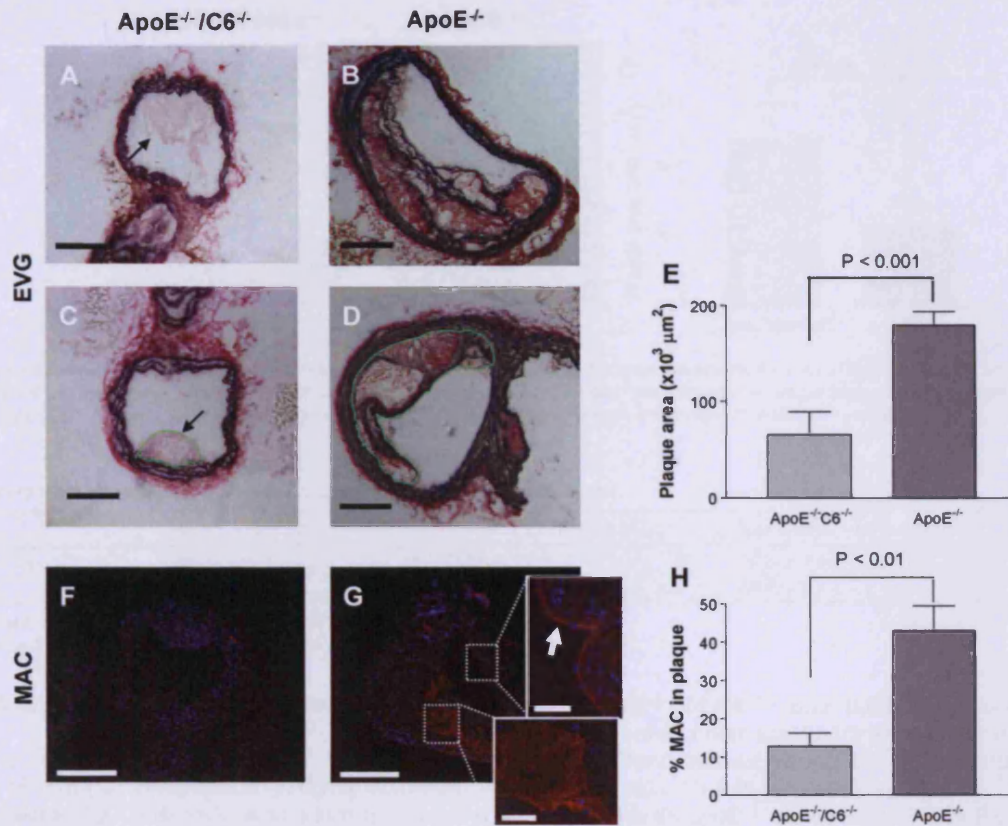 ApoE⁻/⁻/C6⁻/⁻ ApoE⁻/⁻
EVG
A
B
C
D
E
P < 0.001
Plaque area (x10³ µm²)
200
100
0
ApoE⁻/⁻C6⁻/⁻ ApoE⁻/⁻
MAC
F
G
H
P < 0.01
% MAC in plaque
50
40
30
20
10
0
ApoE⁻/⁻/C6⁻/⁻ ApoE⁻/⁻